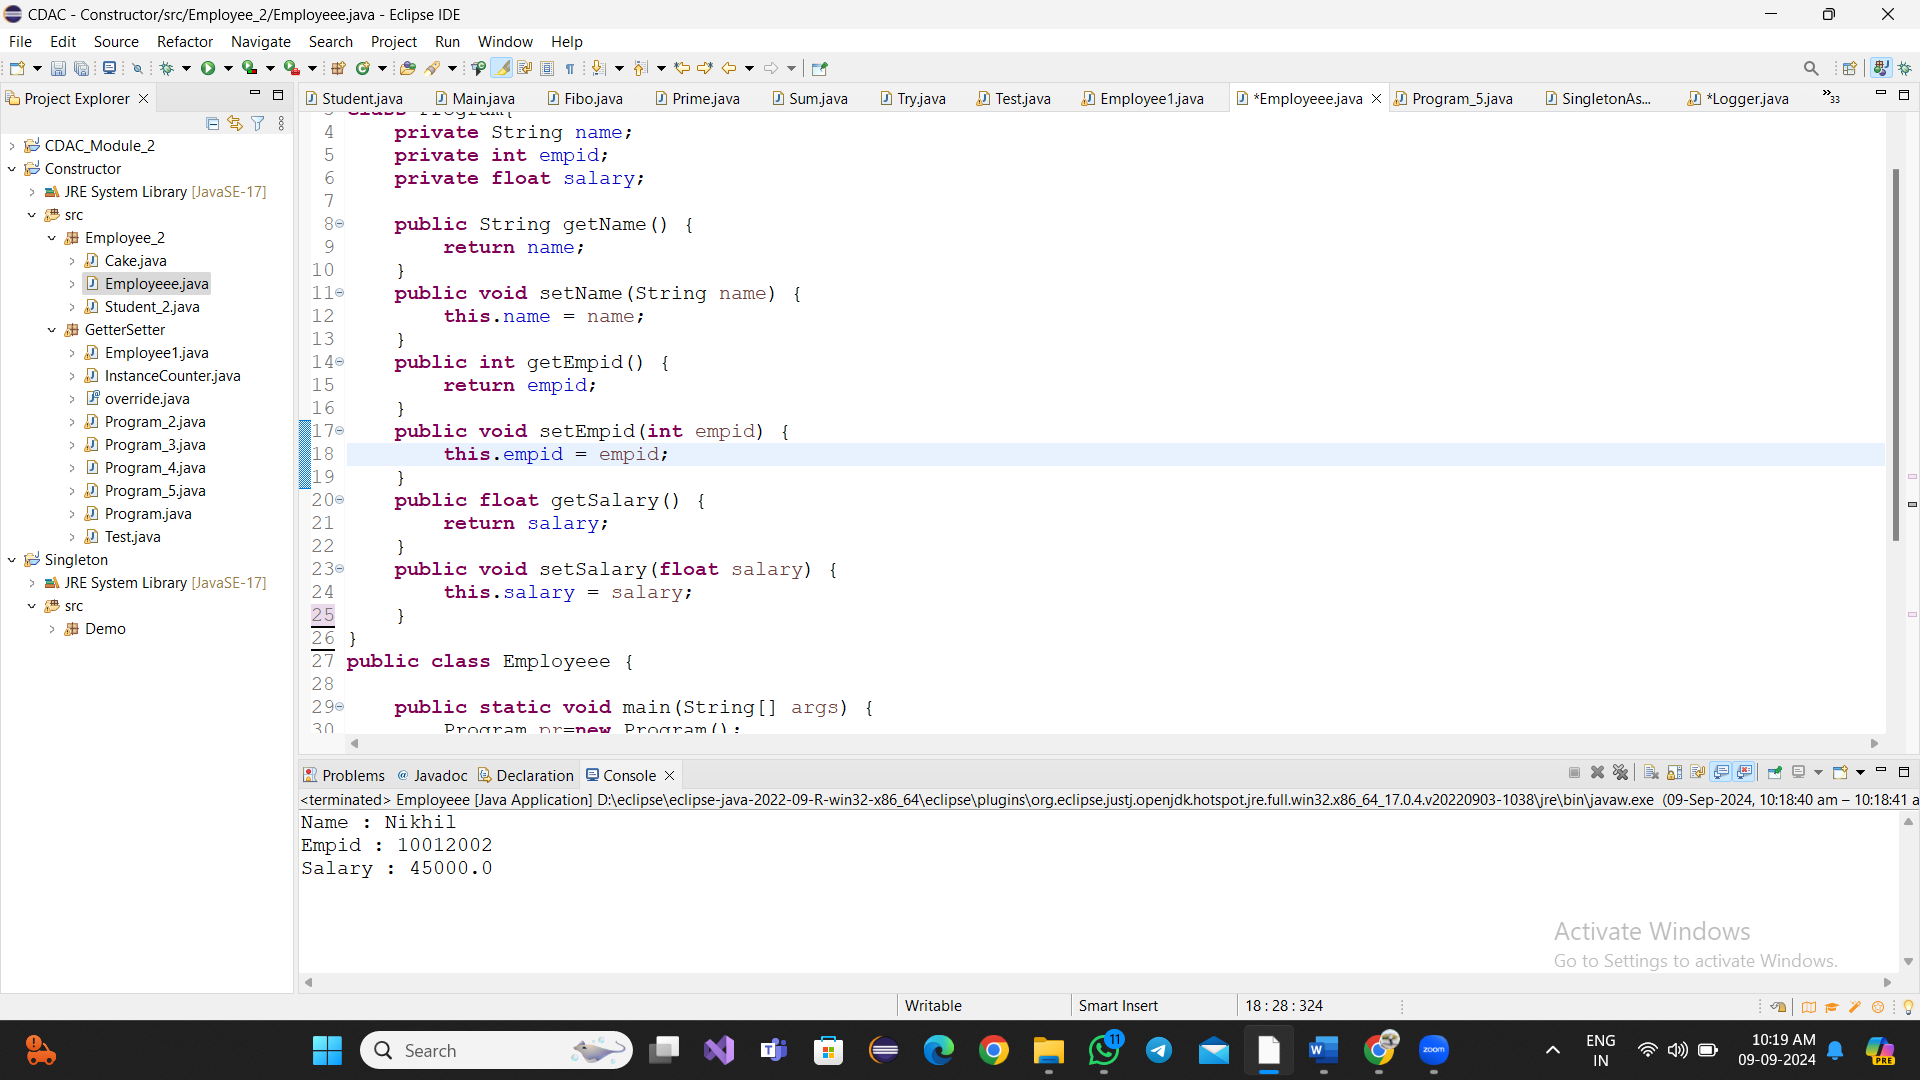 CDAC - Constructor/src/Employee_2/Employeee.java - Eclipse IDE
File Edit Source Refactor Navigate Search Project Run Window Help
Project Explorer
CDAC_Module_2
Constructor
JRE System Library [JavaSE-17]
src
Employee_2
Cake.java
Employeee.java
Student_2.java
GetterSetter
Employee1.java
InstanceCounter.java
override.java
Program_2.java
Program_3.java
Program_4.java
Program_5.java
Program.java
Test.java
Singleton
JRE System Library [JavaSE-17]
src
Demo
Student.java Main.java Fibo.java Prime.java Sum.java Try.java Test.java Employee1.java *Employeee.java Program_5.java SingletonAs... *Logger.java »33
3 class Program{
4 private String name;
5 private int empid;
6 private float salary;
7
8 public String getName() {
9 return name;
10 }
11 public void setName(String name) {
12 this.name = name;
13 }
14 public int getEmpid() {
15 return empid;
16 }
17 public void setEmpid(int empid) {
18 this.empid = empid;
19 }
20 public float getSalary() {
21 return salary;
22 }
23 public void setSalary(float salary) {
24 this.salary = salary;
25 }
26 }
27 public class Employeee {
28
29 public static void main(String[] args) {
30 Program pr=new Program();
Problems Javadoc Declaration Console
<terminated> Employeee [Java Application] D:\eclipse\eclipse-java-2022-09-R-win32-x86_64\eclipse\plugins\org.eclipse.justj.openjdk.hotspot.jre.full.win32.x86_64_17.0.4.v20220903-1038\jre\bin\javaw.exe (09-Sep-2024, 10:18:40 am – 10:18:41 a
Name : Nikhil
Empid : 10012002
Salary : 45000.0
Activate Windows
Go to Settings to activate Windows.
Writable Smart Insert 18 : 28 : 324
Search
11
zoom
ENG
IN
10:19 AM
09-09-2024
PRE